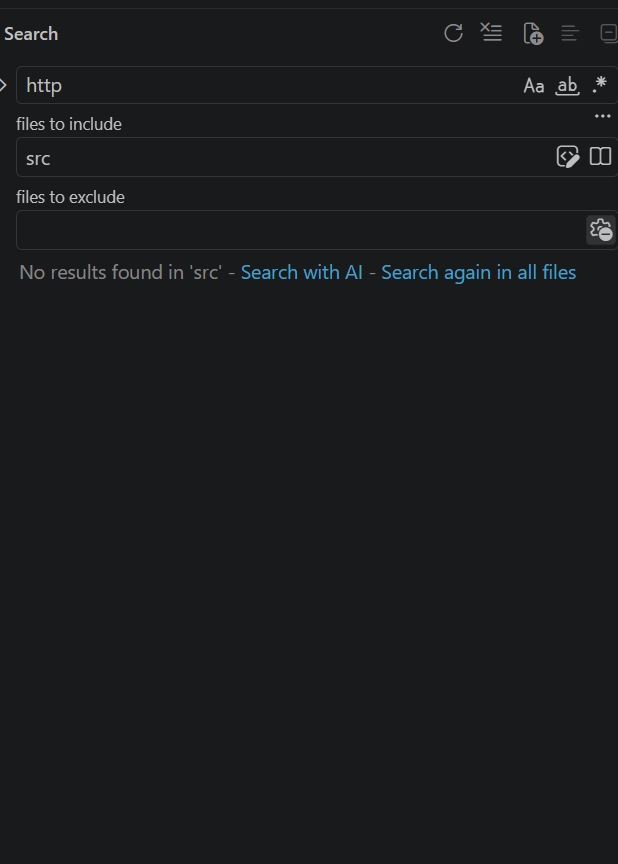 Search
http Aa ab .*
files to include
src
files to exclude
No results found in 'src' - Search with AI - Search again in all files